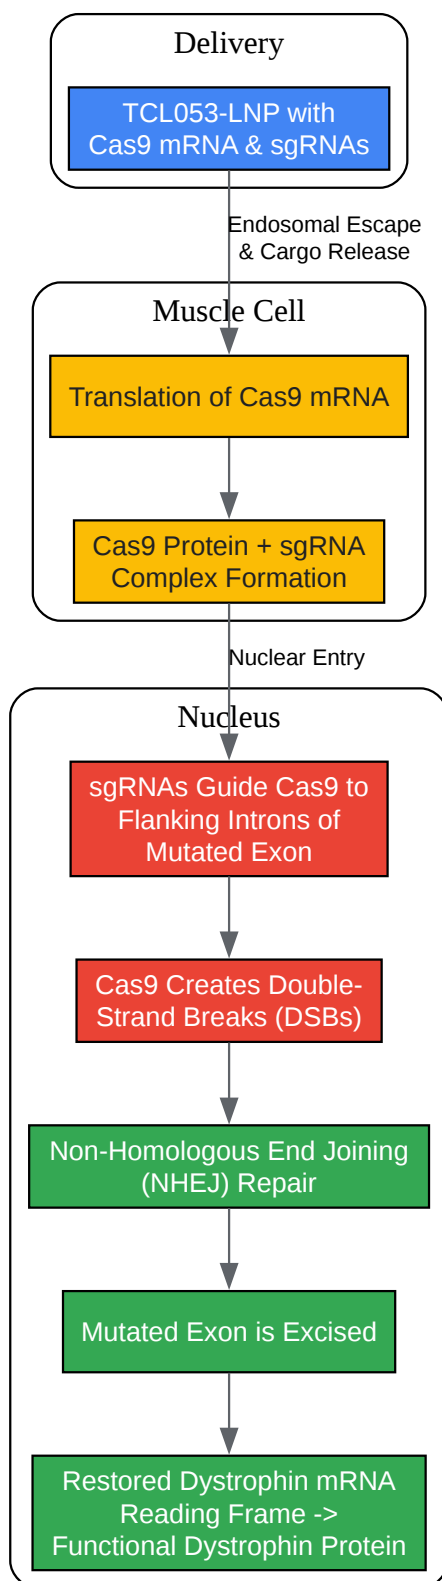 Delivery
TCL053-LNP with
Cas9 mRNA & sgRNAs
Endosomal Escape
& Cargo Release
Muscle Cell
Translation of Cas9 mRNA
Cas9 Protein + sgRNA
Complex Formation
Nuclear Entry
Nucleus
sgRNAs Guide Cas9 to
Flanking Introns of
Mutated Exon
Cas9 Creates Double-
Strand Breaks (DSBs)
Non-Homologous End Joining
(NHEJ) Repair
Mutated Exon is Excised
Restored Dystrophin mRNA
Reading Frame ->
Functional Dystrophin Protein